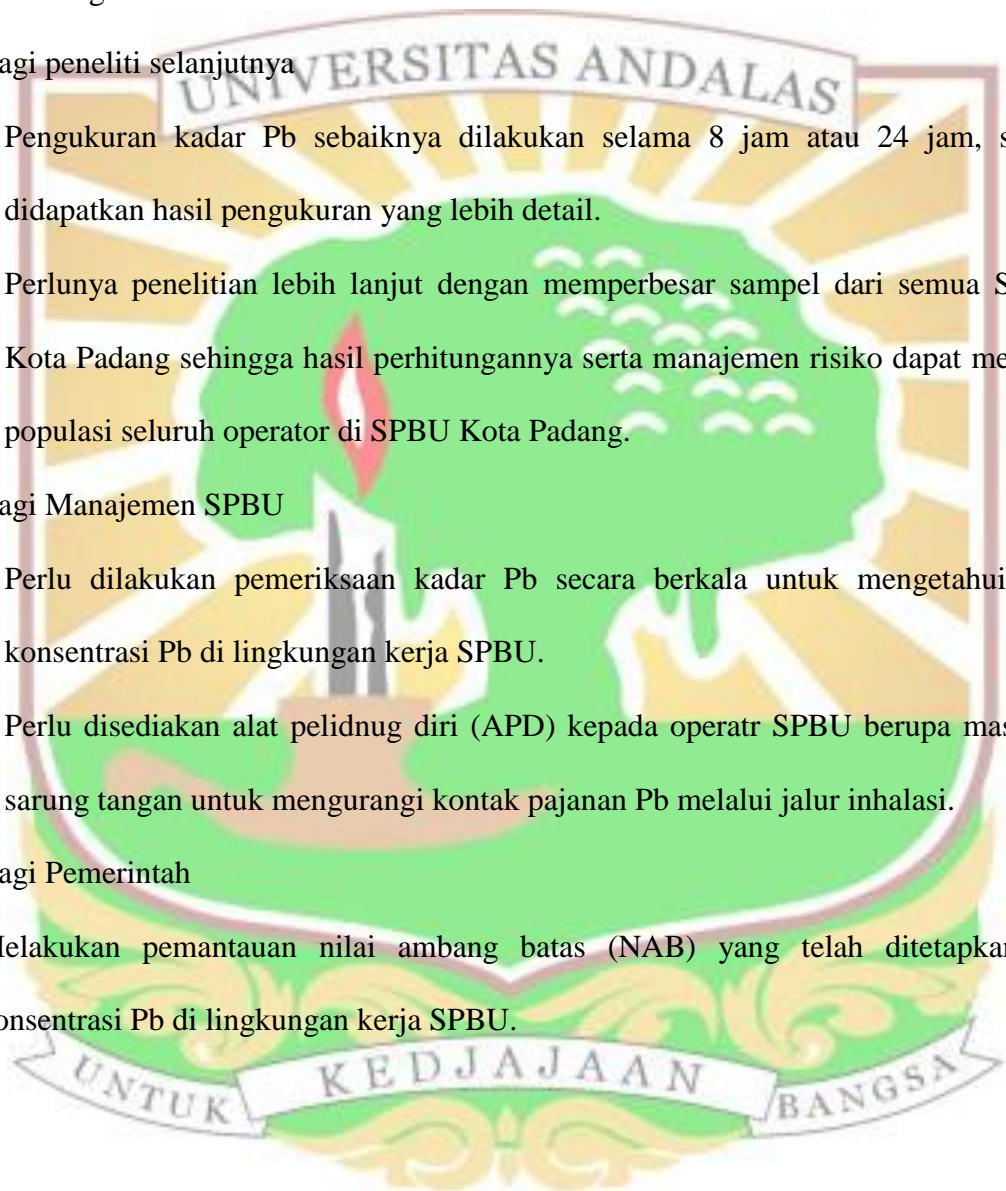 agi peneliti selanjutnya
UNIVERSITAS ANDALAS
Pengukuran kadar Pb sebaiknya dilakukan selama 8 jam atau 24 jam, s
didapatkan hasil pengukuran yang lebih detail.
Perlunya penelitian lebih lanjut dengan memperbesar sampel dari semua S
Kota Padang sehingga hasil perhitungannya serta manajemen risiko dapat me
populasi seluruh operator di SPBU Kota Padang.
agi Manajemen SPBU
Perlu dilakukan pemeriksaan kadar Pb secara berkala untuk mengetahui
konsentrasi Pb di lingkungan kerja SPBU.
Perlu disediakan alat pelidnug diri (APD) kepada operatr SPBU berupa mas
sarung tangan untuk mengurangi kontak pajanan Pb melalui jalur inhalasi.
agi Pemerintah
elakukan pemantauan nilai ambang batas (NAB) yang telah ditetapkan
onsentrasi Pb di lingkungan kerja SPBU.
UNTUK KEDJAJAAN BANGSA